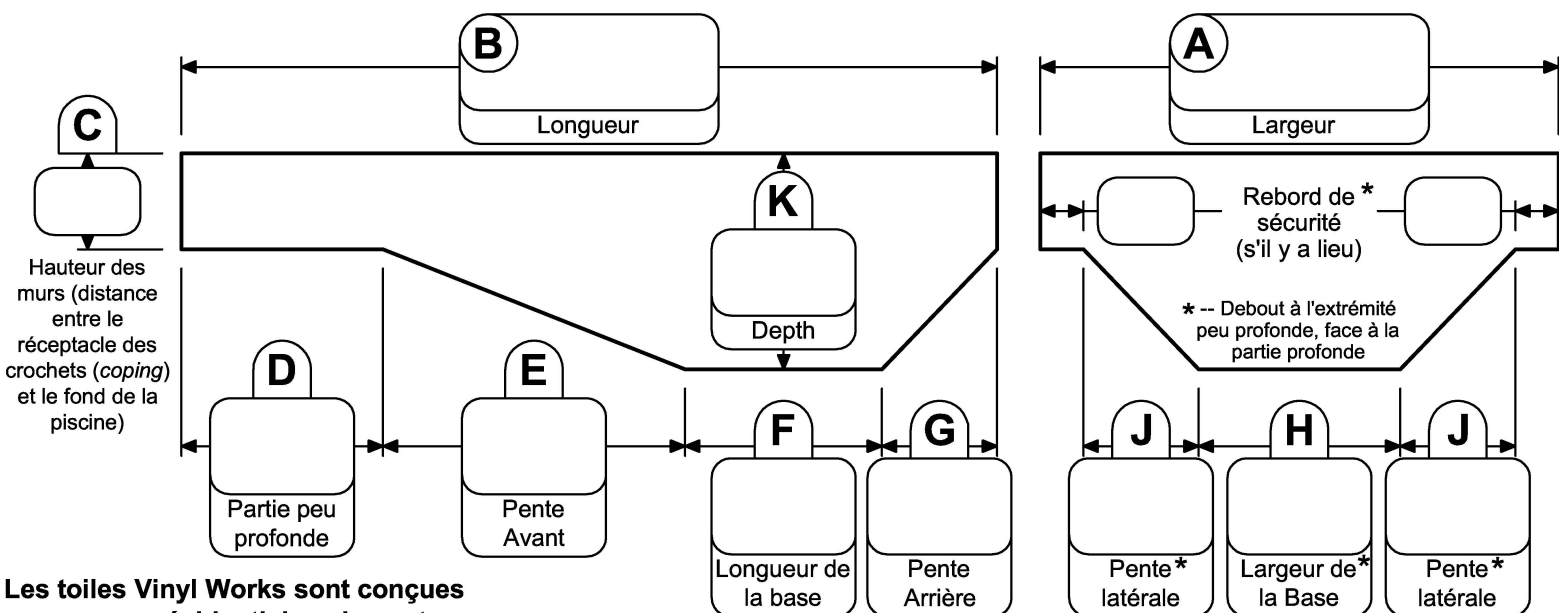 B
Longueur
A
Largeur
C
Hauteur des
murs (distance
entre le
réceptacle des
crochets (coping)
et le fond de la
piscine)
K
Depth
Rebord de *
sécurité
(s'il y a lieu)
* -- Debout à l'extrémité
peu profonde, face à la
partie profonde
D
Partie peu
profonde
E
Pente
Avant
F
Longueur de
la base
G
Pente
Arrière
J
Pente*
latérale
H
Largeur de*
la Base
J
Pente*
latérale
Les toiles Vinyl Works sont conçues